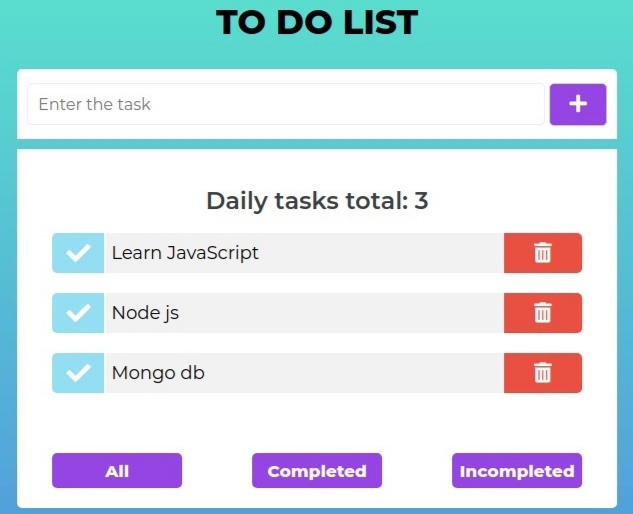 TO DO LIST
Enter the task
Daily tasks total: 3
Learn JavaScript
Node js
Mongo db
All Completed Incompleted